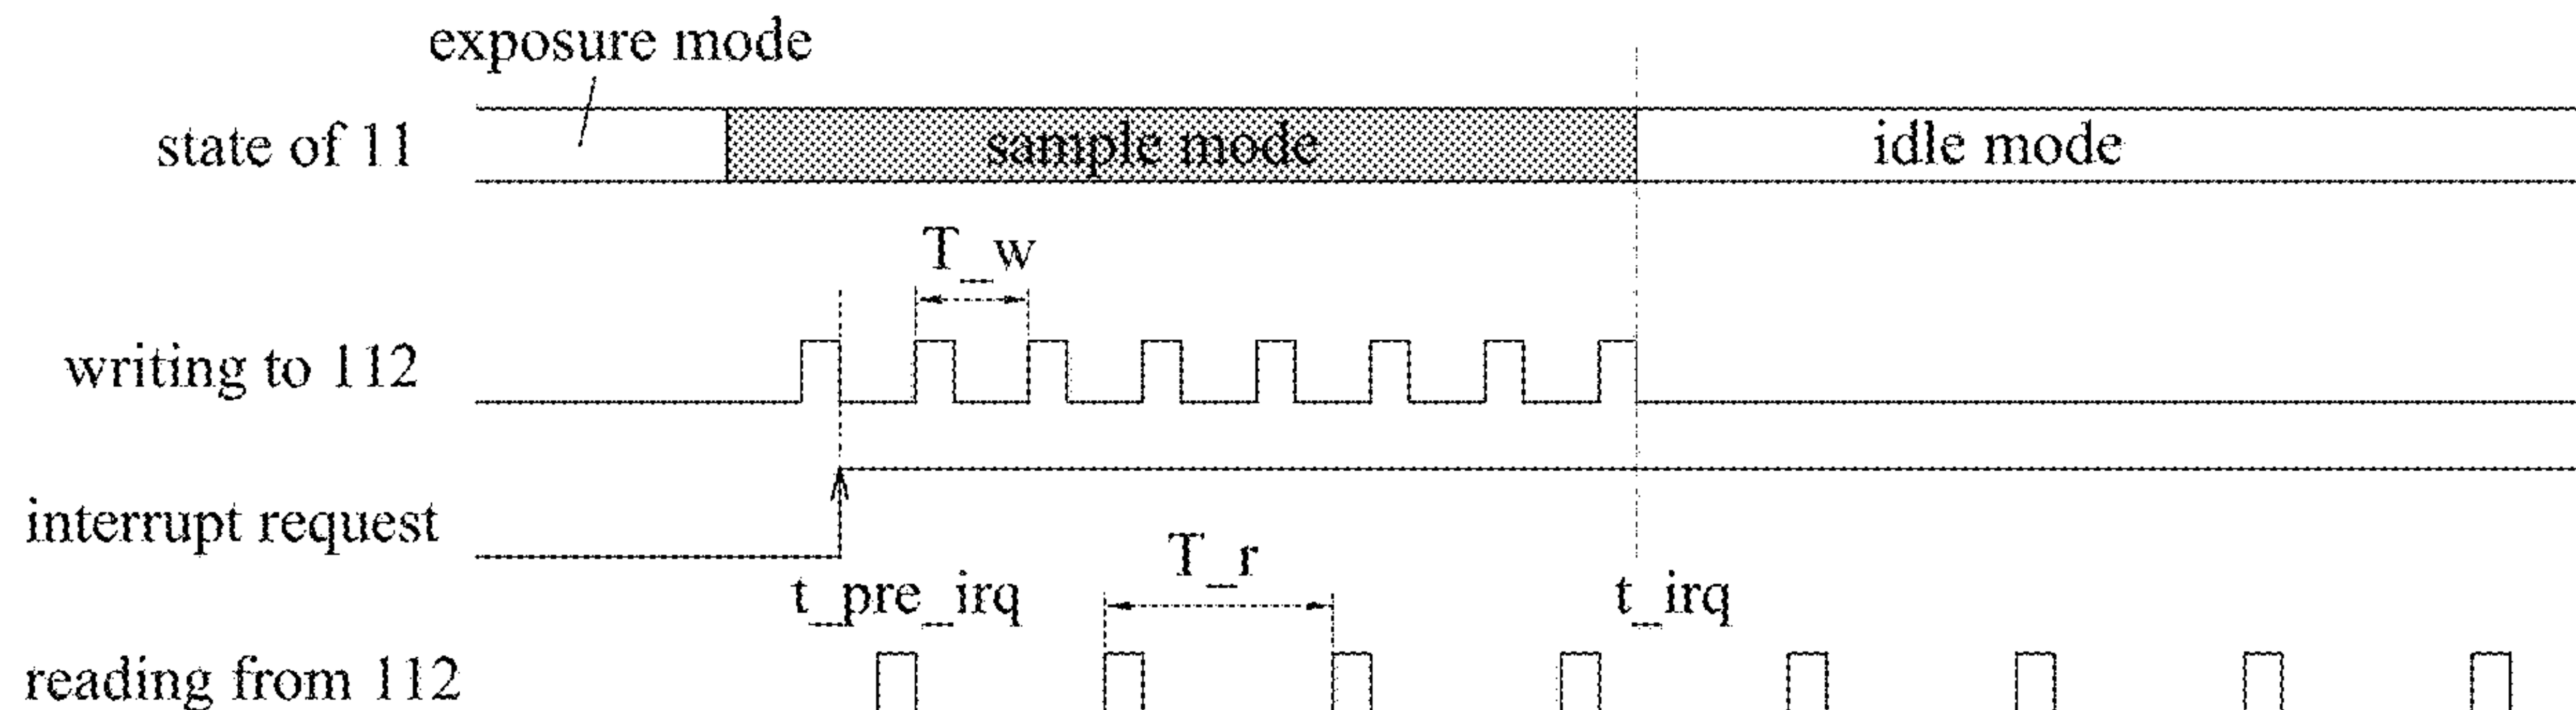 exposure mode
state of 11
sample mode
idle mode
T_w
writing to 112
interrupt request
T_r
t_pre_irq
t_irq
reading from 112